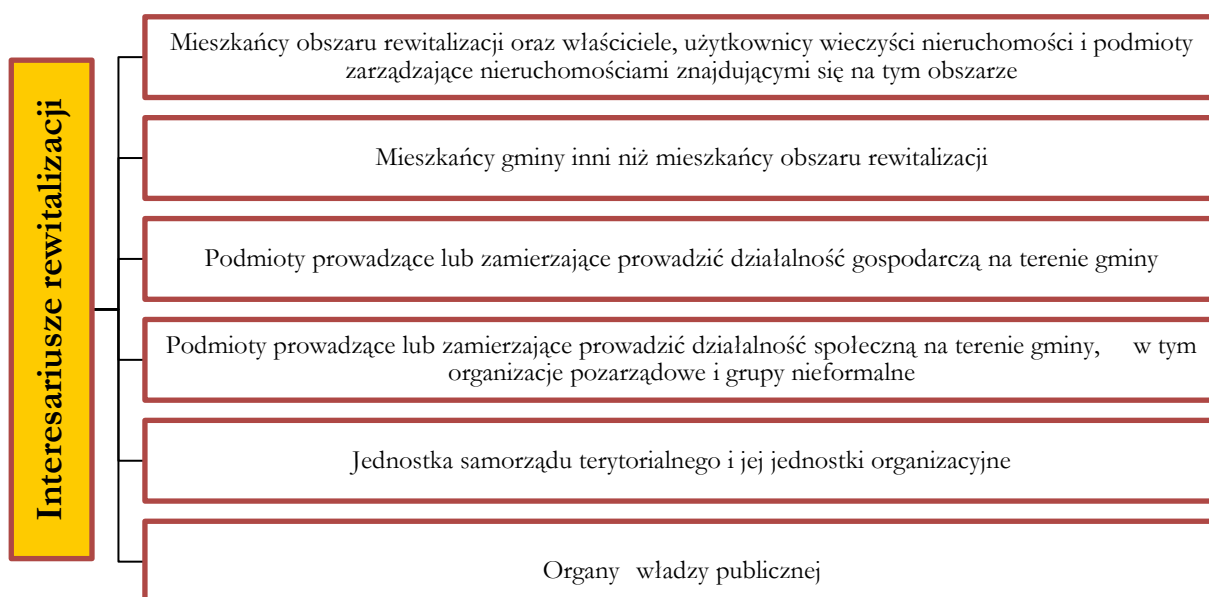 Interesariusze rewitalizacji
Mieszkańcy obszaru rewitalizacji oraz właściciele, użytkownicy wieczyści nieruchomości i podmioty
zarządzające nieruchomościami znajdującymi się na tym obszarze
Mieszkańcy gminy inni niż mieszkańcy obszaru rewitalizacji
Podmioty prowadzące lub zamierzające prowadzić działalność gospodarczą na terenie gminy
Podmioty prowadzące lub zamierzające prowadzić działalność społeczną na terenie gminy, w tym
organizacje pozarządowe i grupy nieformalne
Jednostka samorządu terytorialnego i jej jednostki organizacyjne
Organy władzy publicznej